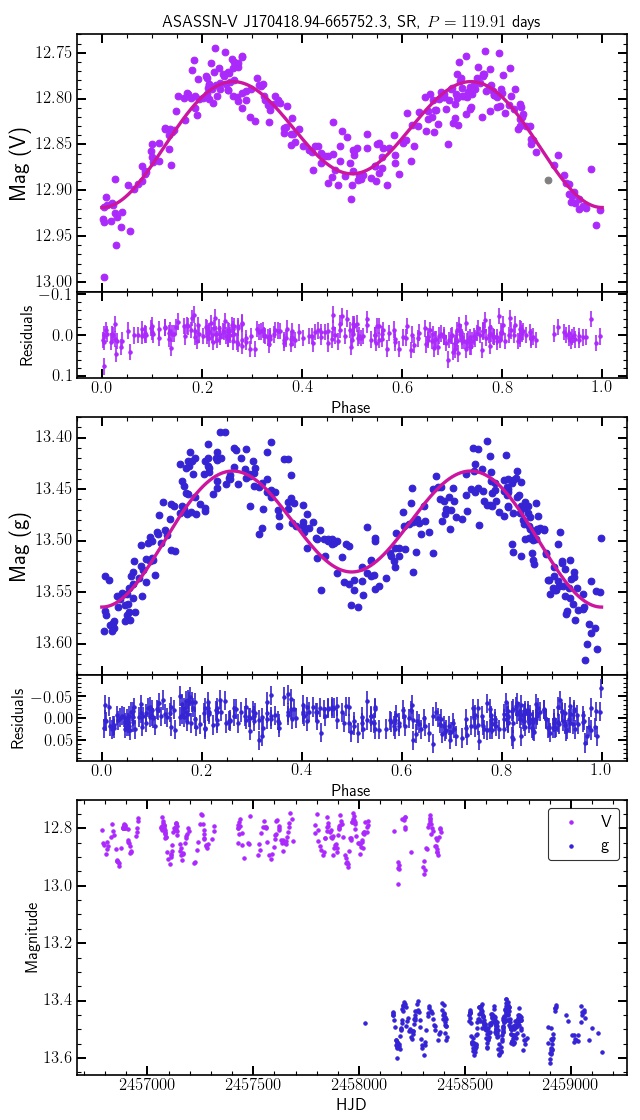 ASASSN-V J170418.94-665752.3, SR, P = 119.91 days
12.75
12.80
12.85
12.90
12.95
13.00
Mag (V)
−0.1
0.0
0.1
Residuals
0.0 0.2 0.4 0.6 0.8 1.0
Phase
13.40
13.45
13.50
13.55
13.60
Mag (g)
−0.05
0.00
0.05
Residuals
0.0 0.2 0.4 0.6 0.8 1.0
Phase
V
g
12.8
13.0
13.2
13.4
13.6
Magnitude
2457000 2457500 2458000 2458500 2459000
HJD